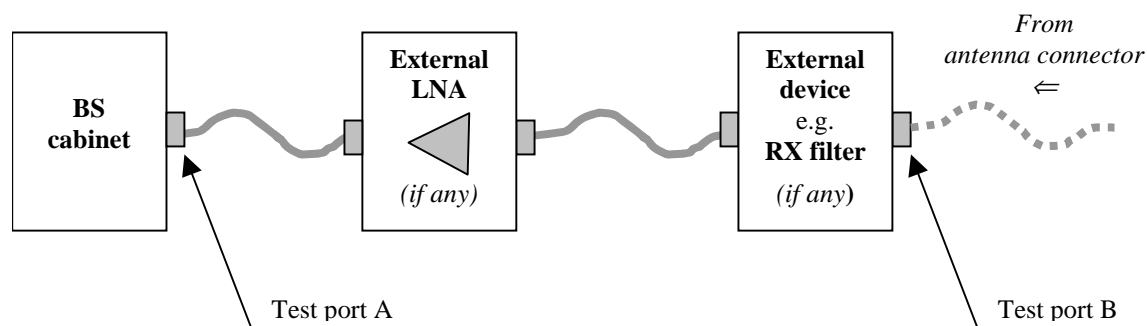 BS
cabinet
External
LNA
(if any)
External
device
e.g.
RX filter
(if any)
From
antenna connector
⇐
Test port A
Test port B